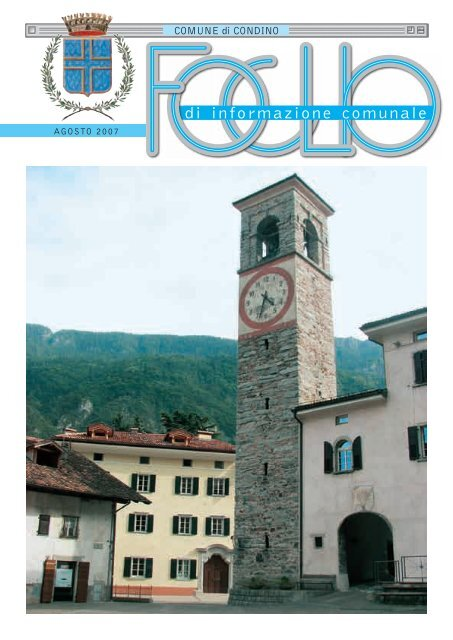 COMUNE di CONDINO
FOGLIO
di informazione comunale
AGOSTO 2007